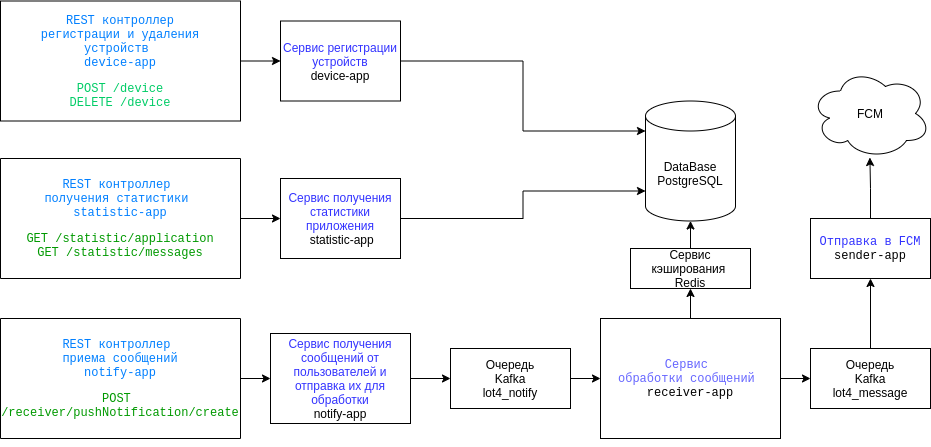 REST контроллер
регистрации и удаления
устройств
device-app
POST /device
DELETE /device
Сервис регистрации
устройств
device-app
DataBase
PostgreSQL
FCM
REST контроллер
получения статистики
statistic-app
GET /statistic/application
GET /statistic/messages
Сервис получения
статистики
приложения
statistic-app
Сервис
кэширования
Redis
Отправка в FCM
sender-app
REST контроллер
приема сообщений
notify-app
POST
/receiver/pushNotification/create
Сервис получения
сообщений от
пользователей и
отправка их для
обработки
notify-app
Очередь
Kafka
lot4_notify
Сервис
обработки сообщений
receiver-app
Очередь
Kafka
lot4_message